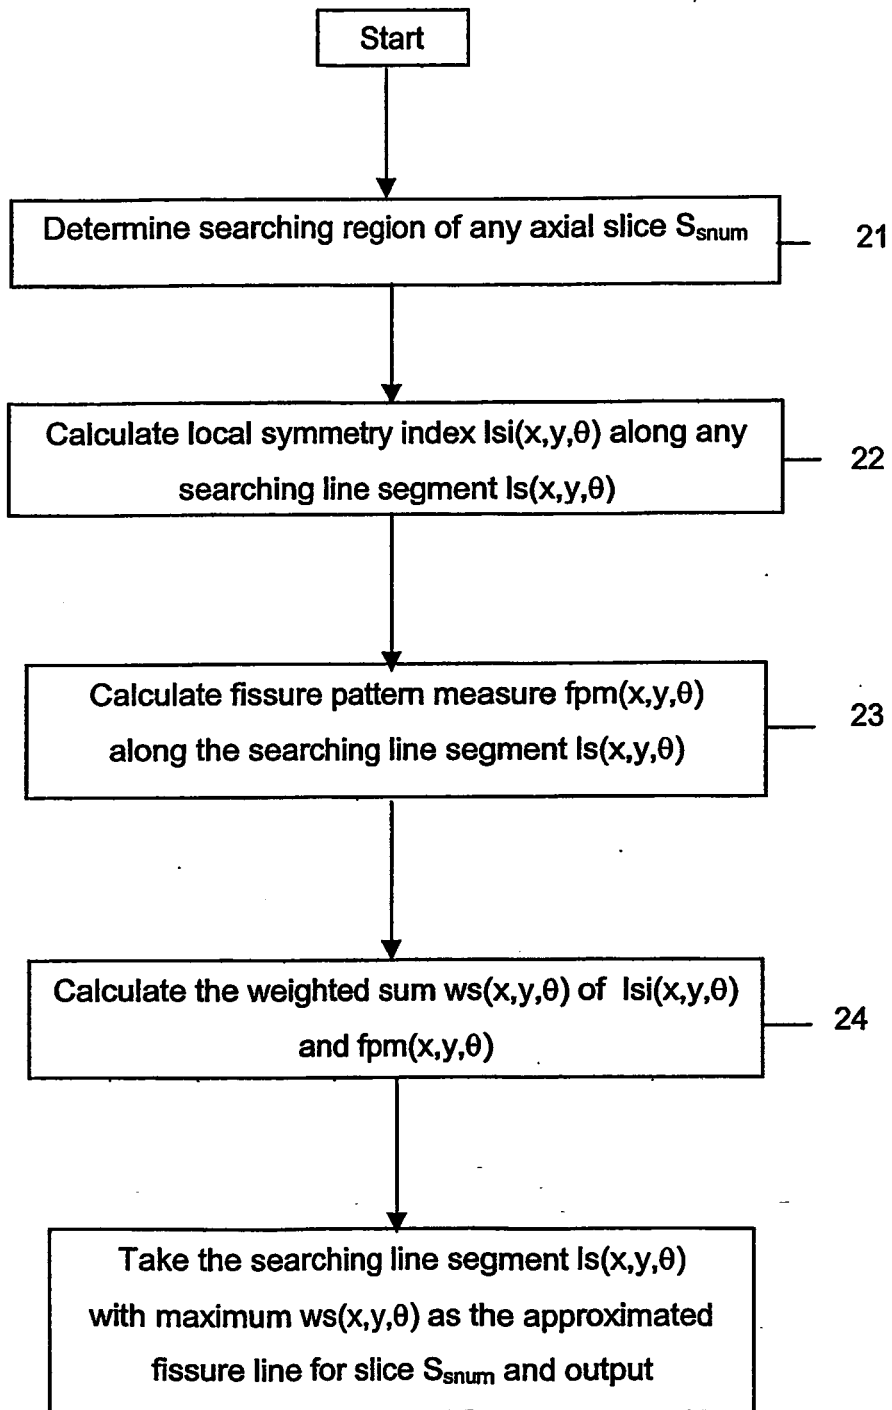 Start
Determine searching region of any axial slice Ssnum
21
Calculate local symmetry index lsi(x,y,θ) along any
searching line segment ls(x,y,θ)
22
Calculate fissure pattern measure fpm(x,y,θ)
along the searching line segment ls(x,y,θ)
23
Calculate the weighted sum ws(x,y,θ) of lsi(x,y,θ)
and fpm(x,y,θ)
24
Take the searching line segment ls(x,y,θ)
with maximum ws(x,y,θ) as the approximated
fissure line for slice Ssnum and output